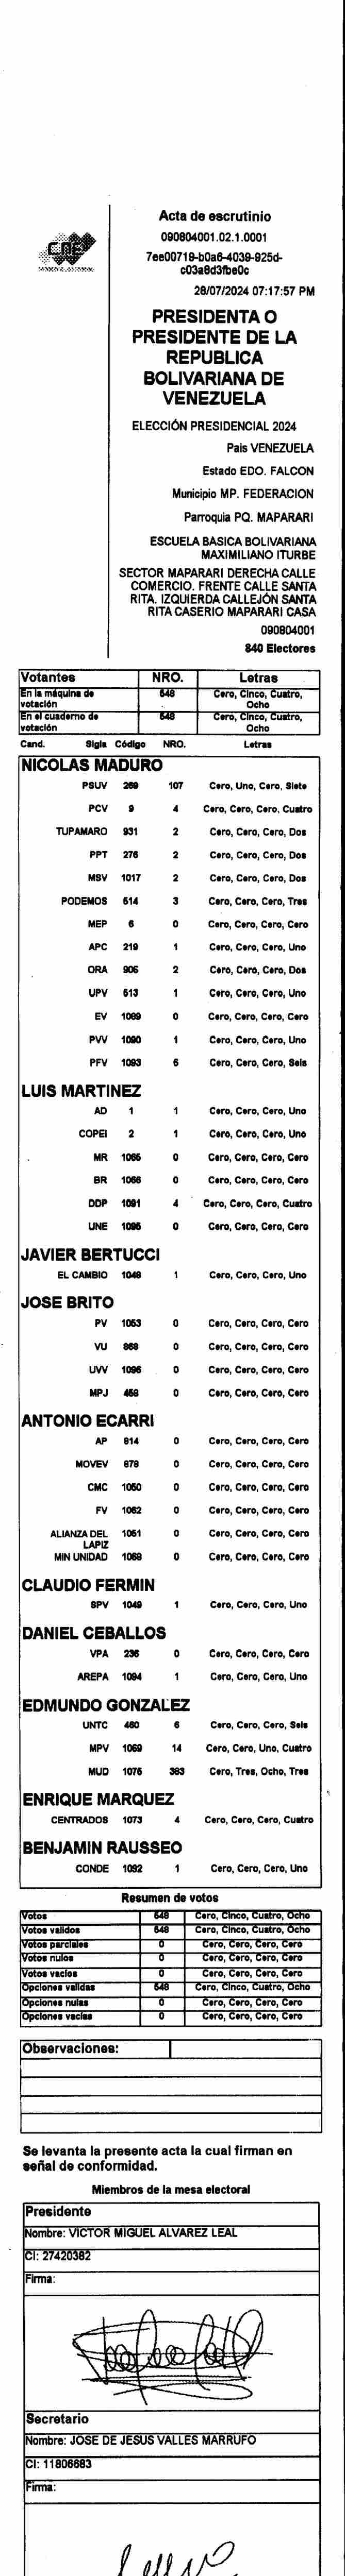 CNE
Acta de escrutinio
090804001.02.1.0001
7ee00719-b0a6-4039-925d-
c03a8d3fbe0c
28/07/2024 07:17:57 PM
PRESIDENTA O
PRESIDENTE DE LA
REPUBLICA
BOLIVARIANA DE
VENEZUELA
ELECCIÓN PRESIDENCIAL 2024
Pais VENEZUELA
Estado EDO. FALCON
Municipio MP. FEDERACION
Parroquia PQ. MAPARARI
ESCUELA BASICA BOLIVARIANA
MAXIMILIANO ITURBE
SECTOR MAPARARI DERECHA CALLE
COMERCIO. FRENTE CALLE SANTA
RITA. IZQUIERDA CALLEJÓN SANTA
RITA CASERIO MAPARARI CASA
090804001
840 Electores
Votantes NRO. Letras
En la máquina de votación 548 Cero, Cinco, Cuatro, Ocho
En el cuaderno de votación 548 Cero, Cinco, Cuatro, Ocho
Cand. Sigla Código NRO. Letras
NICOLAS MADURO
PSUV 269 107 Cero, Uno, Cero, Siete
PCV 9 4 Cero, Cero, Cero, Cuatro
TUPAMARO 931 2 Cero, Cero, Cero, Dos
PPT 276 2 Cero, Cero, Cero, Dos
MSV 1017 2 Cero, Cero, Cero, Dos
PODEMOS 514 3 Cero, Cero, Cero, Tres
MEP 6 0 Cero, Cero, Cero, Cero
APC 219 1 Cero, Cero, Cero, Uno
ORA 906 2 Cero, Cero, Cero, Dos
UPV 513 1 Cero, Cero, Cero, Uno
EV 1089 0 Cero, Cero, Cero, Cero
PVV 1090 1 Cero, Cero, Cero, Uno
PFV 1093 6 Cero, Cero, Cero, Seis
LUIS MARTINEZ
AD 1 1 Cero, Cero, Cero, Uno
COPEI 2 1 Cero, Cero, Cero, Uno
MR 1065 0 Cero, Cero, Cero, Cero
BR 1066 0 Cero, Cero, Cero, Cero
DDP 1091 4 Cero, Cero, Cero, Cuatro
UNE 1095 0 Cero, Cero, Cero, Cero
JAVIER BERTUCCI
EL CAMBIO 1048 1 Cero, Cero, Cero, Uno
JOSE BRITO
PV 1053 0 Cero, Cero, Cero, Cero
VU 868 0 Cero, Cero, Cero, Cero
UVV 1096 0 Cero, Cero, Cero, Cero
MPJ 458 0 Cero, Cero, Cero, Cero
ANTONIO ECARRI
AP 814 0 Cero, Cero, Cero, Cero
MOVEV 878 0 Cero, Cero, Cero, Cero
CMC 1050 0 Cero, Cero, Cero, Cero
FV 1062 0 Cero, Cero, Cero, Cero
ALIANZA DEL LAPIZ 1051 0 Cero, Cero, Cero, Cero
MIN UNIDAD 1068 0 Cero, Cero, Cero, Cero
CLAUDIO FERMIN
SPV 1049 1 Cero, Cero, Cero, Uno
DANIEL CEBALLOS
VPA 236 0 Cero, Cero, Cero, Cero
AREPA 1094 1 Cero, Cero, Cero, Uno
EDMUNDO GONZALEZ
UNTC 460 6 Cero, Cero, Cero, Seis
MPV 1069 14 Cero, Cero, Uno, Cuatro
MUD 1075 383 Cero, Tres, Ocho, Tres
ENRIQUE MARQUEZ
CENTRADOS 1073 4 Cero, Cero, Cero, Cuatro
BENJAMIN RAUSSEO
CONDE 1092 1 Cero, Cero, Cero, Uno
Resumen de votos
Votos 548 Cero, Cinco, Cuatro, Ocho
Votos validos 548 Cero, Cinco, Cuatro, Ocho
Votos parciales 0 Cero, Cero, Cero, Cero
Votos nulos 0 Cero, Cero, Cero, Cero
Votos vacios 0 Cero, Cero, Cero, Cero
Opciones validas 548 Cero, Cinco, Cuatro, Ocho
Opciones nulas 0 Cero, Cero, Cero, Cero
Opciones vacias 0 Cero, Cero, Cero, Cero
Observaciones:
Se levanta la presente acta la cual firman en
señal de conformidad.
Miembros de la mesa electoral
Presidente
Nombre: VICTOR MIGUEL ALVAREZ LEAL
CI: 27420382
Firma:
Secretario
Nombre: JOSE DE JESUS VALLES MARRUFO
CI: 11806683
Firma: